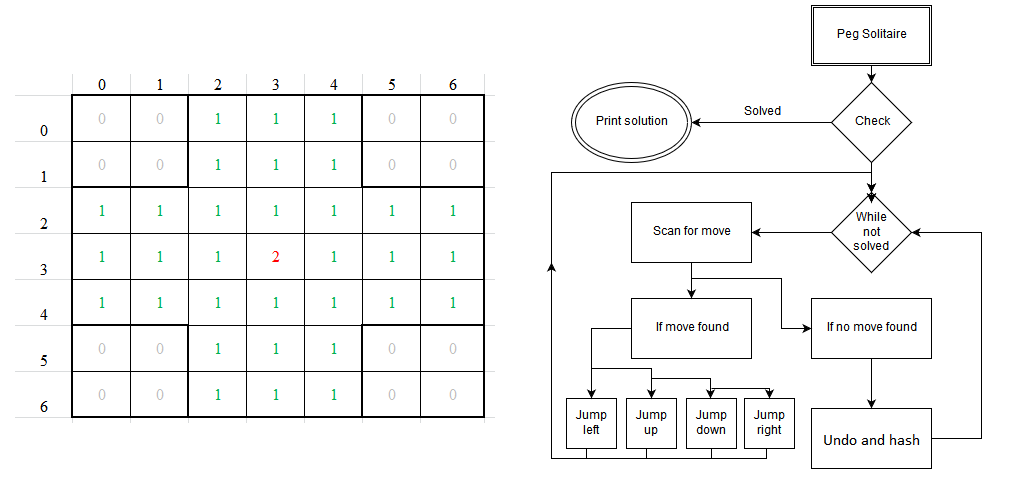 0 1 2 3 4 5 6
0 0 0 1 1 1 0 0
1 0 0 1 1 1 0 0
2 1 1 1 1 1 1 1
3 1 1 1 2 1 1 1
4 1 1 1 1 1 1 1
5 0 0 1 1 1 0 0
6 0 0 1 1 1 0 0
Peg Solitaire
Check
Solved
Print solution
While
not
solved
Scan for move
If move found
If no move found
Jump
left
Jump
up
Jump
down
Jump
right
Undo and hash